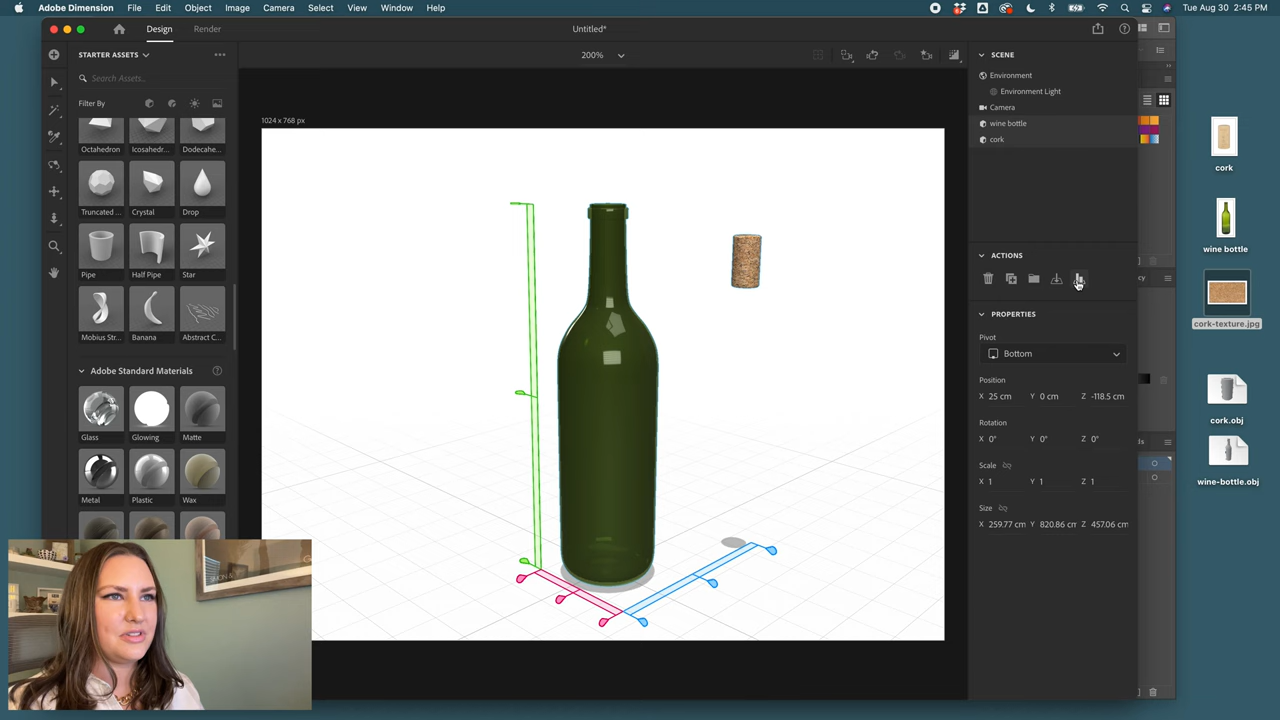 Adobe Dimension File Edit Object Image Camera Select View Window Help Tue Aug 30 2:45 PM
Design Render Untitled*
STARTER ASSETS 200% SCENE
Search Assets..
Filter By
Environment
Environment Light
Camera
1024 x 768 px
wine bottle
cork
Octahedron Icosahedr... Dodecahe...
Truncated ... Crystal Drop
Pipe Half Pipe Star
Mobius Str... Banana Abstract C...
Adobe Standard Materials
Glass Glowing Matte
Metal Plastic Wax
ACTIONS
PROPERTIES
Pivot
Bottom
Position
X 25 cm Y 0 cm Z -118.5 cm
Rotation
X 0° Y 0° Z 0°
Scale
X 1 Y 1 Z 1
Size
X 259.77 cm Y 820.86 cm Z 457.06 cm
cork
wine bottle
cork-texture.jpg
cork.obj
wine-bottle.obj